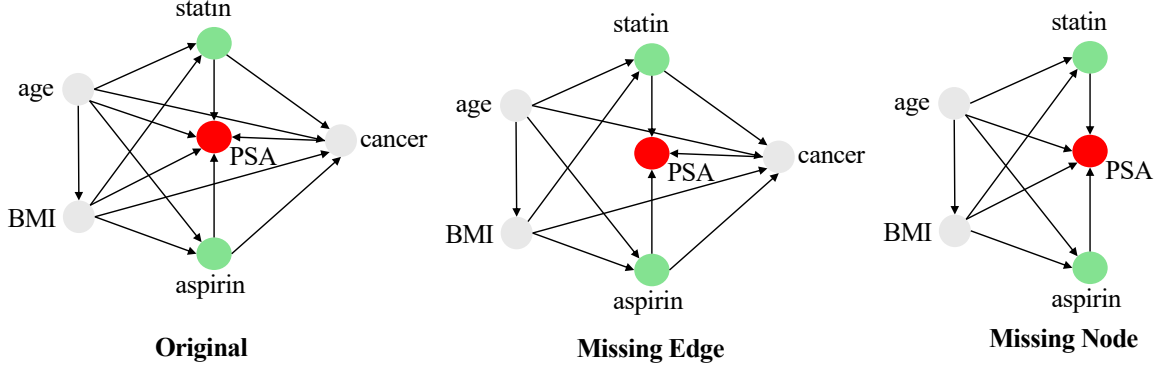 statin
age
PSA
cancer
BMI
aspirin
Original
statin
age
PSA
cancer
BMI
aspirin
Missing Edge
statin
age
PSA
BMI
aspirin
Missing Node